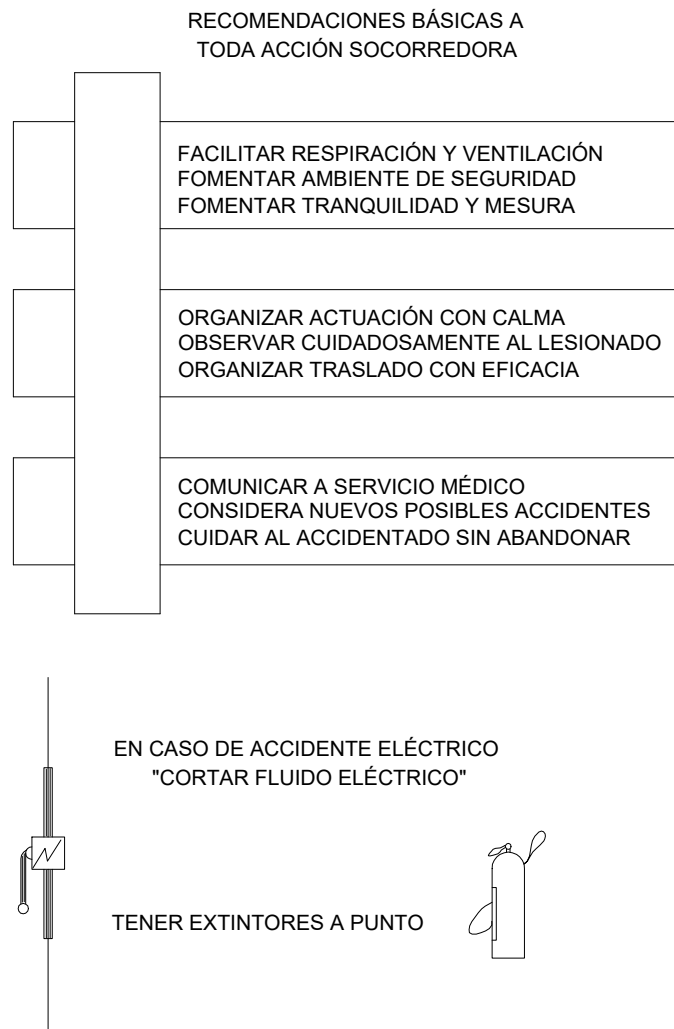 RECOMENDACIONES BÁSICAS A
TODA ACCIÓN SOCORREDORA
FACILITAR RESPIRACIÓN Y VENTILACIÓN
FOMENTAR AMBIENTE DE SEGURIDAD
FOMENTAR TRANQUILIDAD Y MESURA
ORGANIZAR ACTUACIÓN CON CALMA
OBSERVAR CUIDADOSAMENTE AL LESIONADO
ORGANIZAR TRASLADO CON EFICACIA
COMUNICAR A SERVICIO MÉDICO
CONSIDERA NUEVOS POSIBLES ACCIDENTES
CUIDAR AL ACCIDENTADO SIN ABANDONAR
EN CASO DE ACCIDENTE ELÉCTRICO
"CORTAR FLUIDO ELÉCTRICO"
TENER EXTINTORES A PUNTO